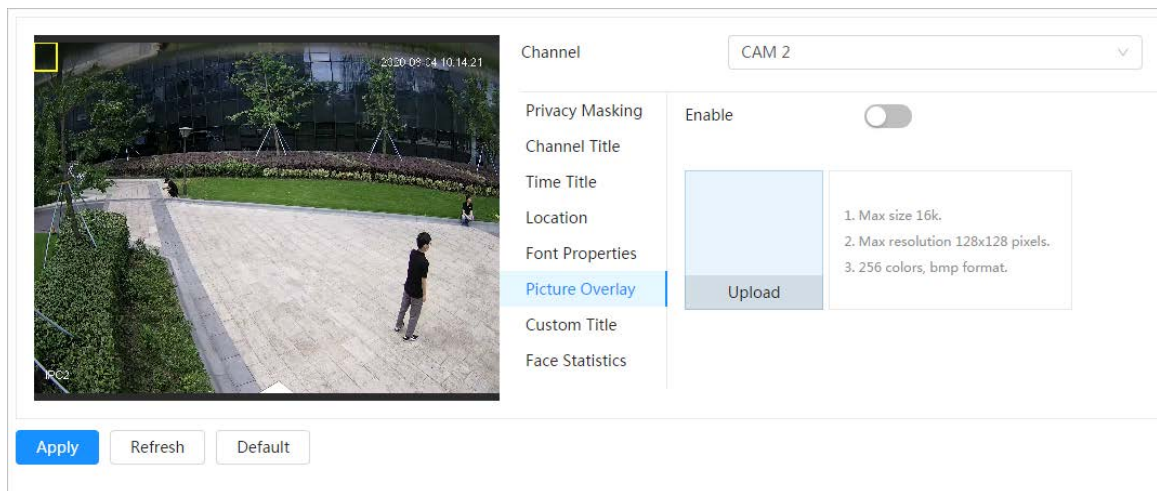 2020-09-04 10:14:21
IPC2
Channel
CAM 2
Privacy Masking
Channel Title
Time Title
Location
Font Properties
Picture Overlay
Custom Title
Face Statistics
Enable
Upload
1. Max size 16k.
2. Max resolution 128x128 pixels.
3. 256 colors, bmp format.
Apply
Refresh
Default